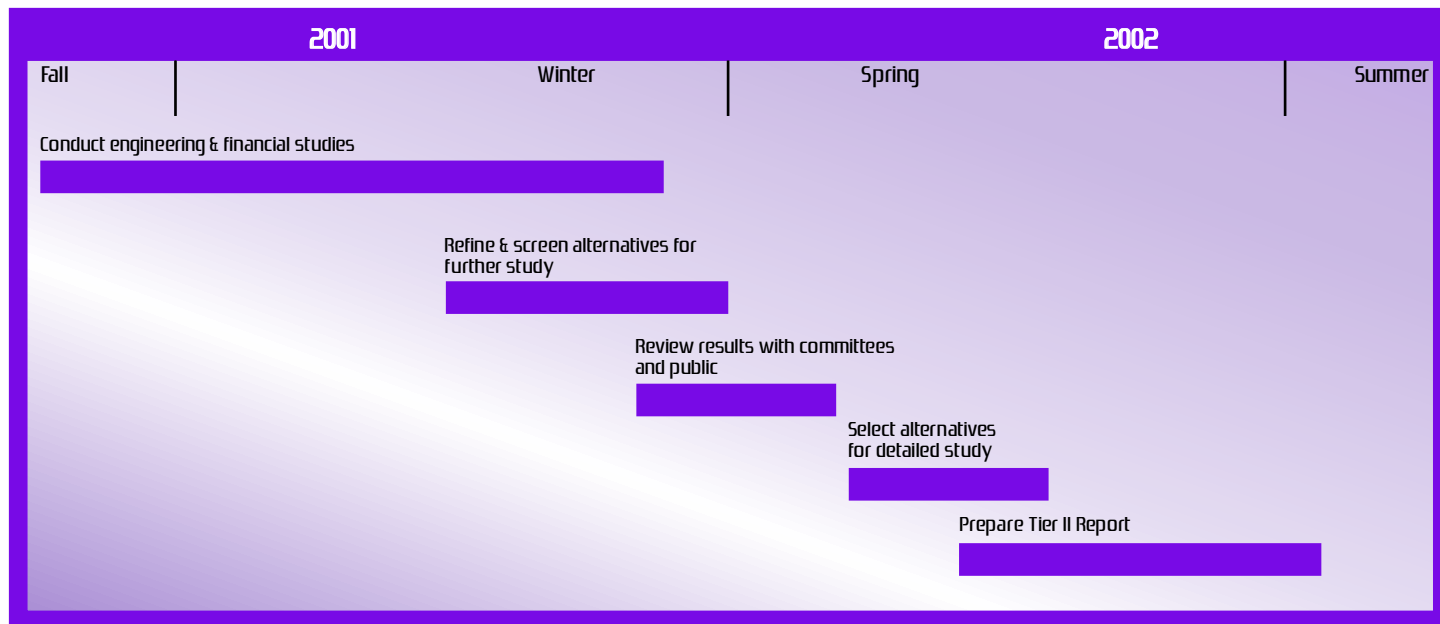 2001 2002
Fall Winter Spring Summer
Conduct engineering & financial studies
Refine & screen alternatives for
further study
Review results with committees
and public
Select alternatives
for detailed study
Prepare Tier II Report